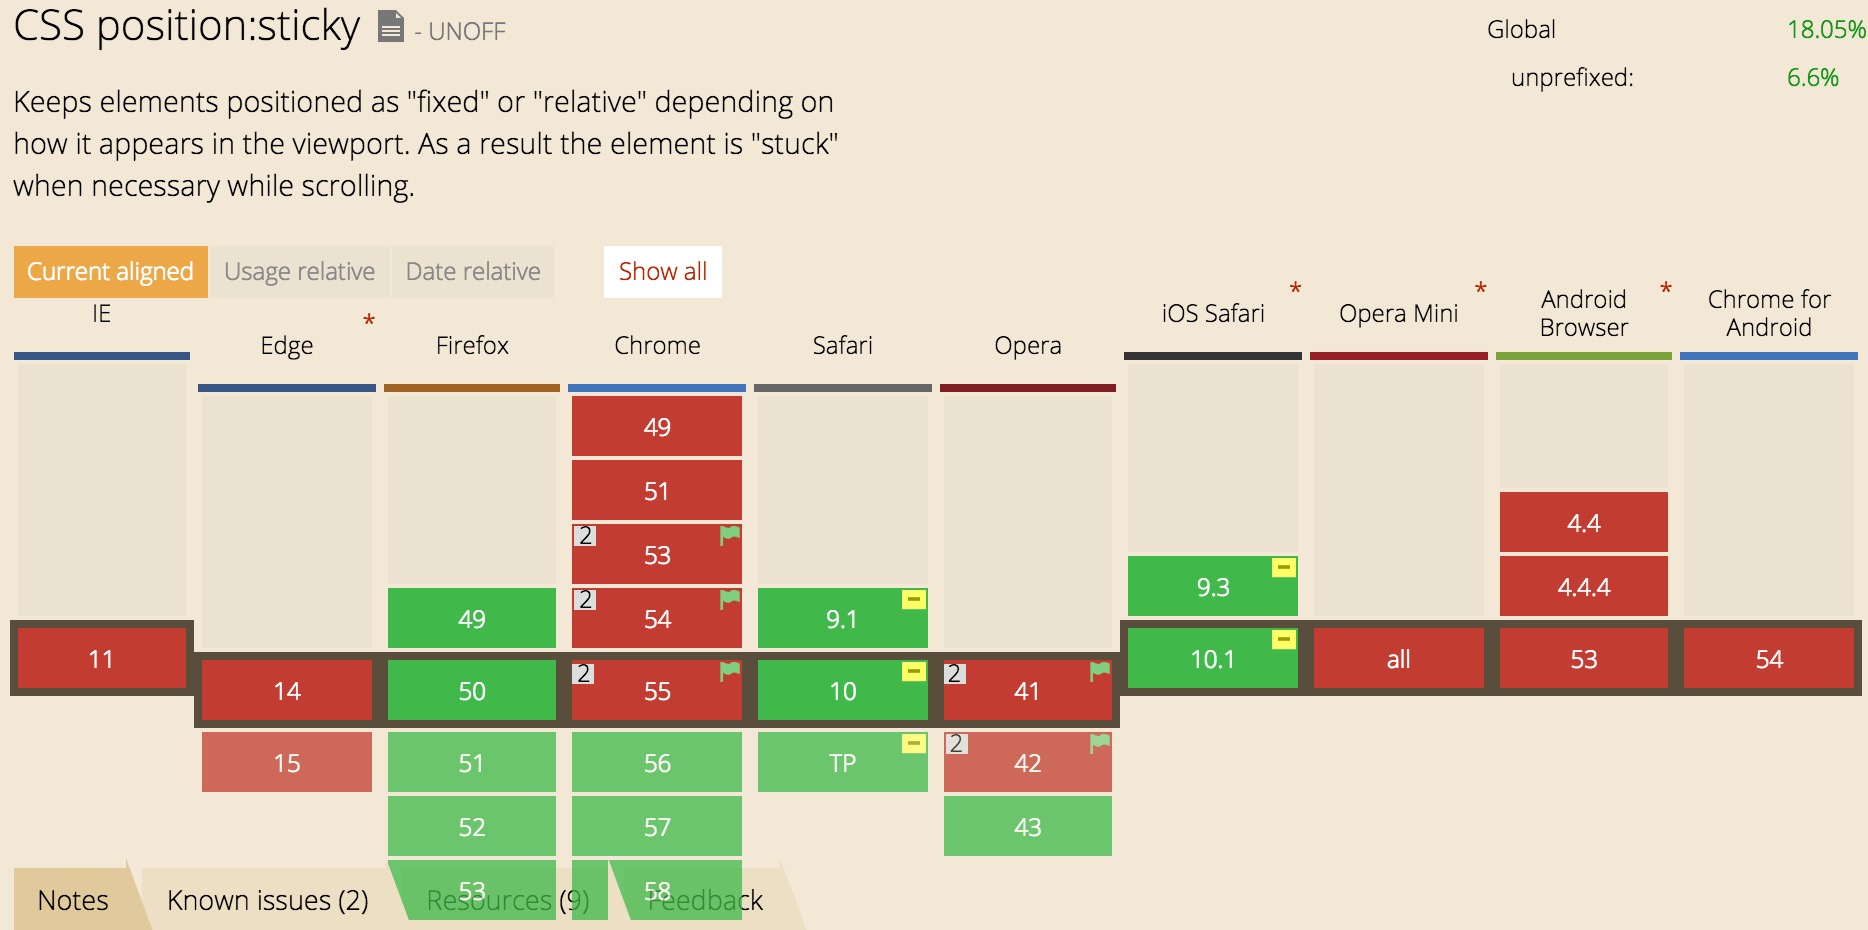 CSS position:sticky - UNOFF
Global 18.05%
unprefixed: 6.6%
Keeps elements positioned as "fixed" or "relative" depending on
how it appears in the viewport. As a result the element is "stuck"
when necessary while scrolling.
Current aligned Usage relative Date relative Show all
IE Edge * Firefox Chrome Safari Opera iOS Safari * Opera Mini * Android Browser * Chrome for Android
49
51
2 53 4.4
9.3 4.4.4
49 2 54 9.1
11 10.1 all 53 54
14 50 2 55 10 2 41
15 51 56 TP 2 42
52 57 43
53 58
Notes Known issues (2) Resources (9) Feedback